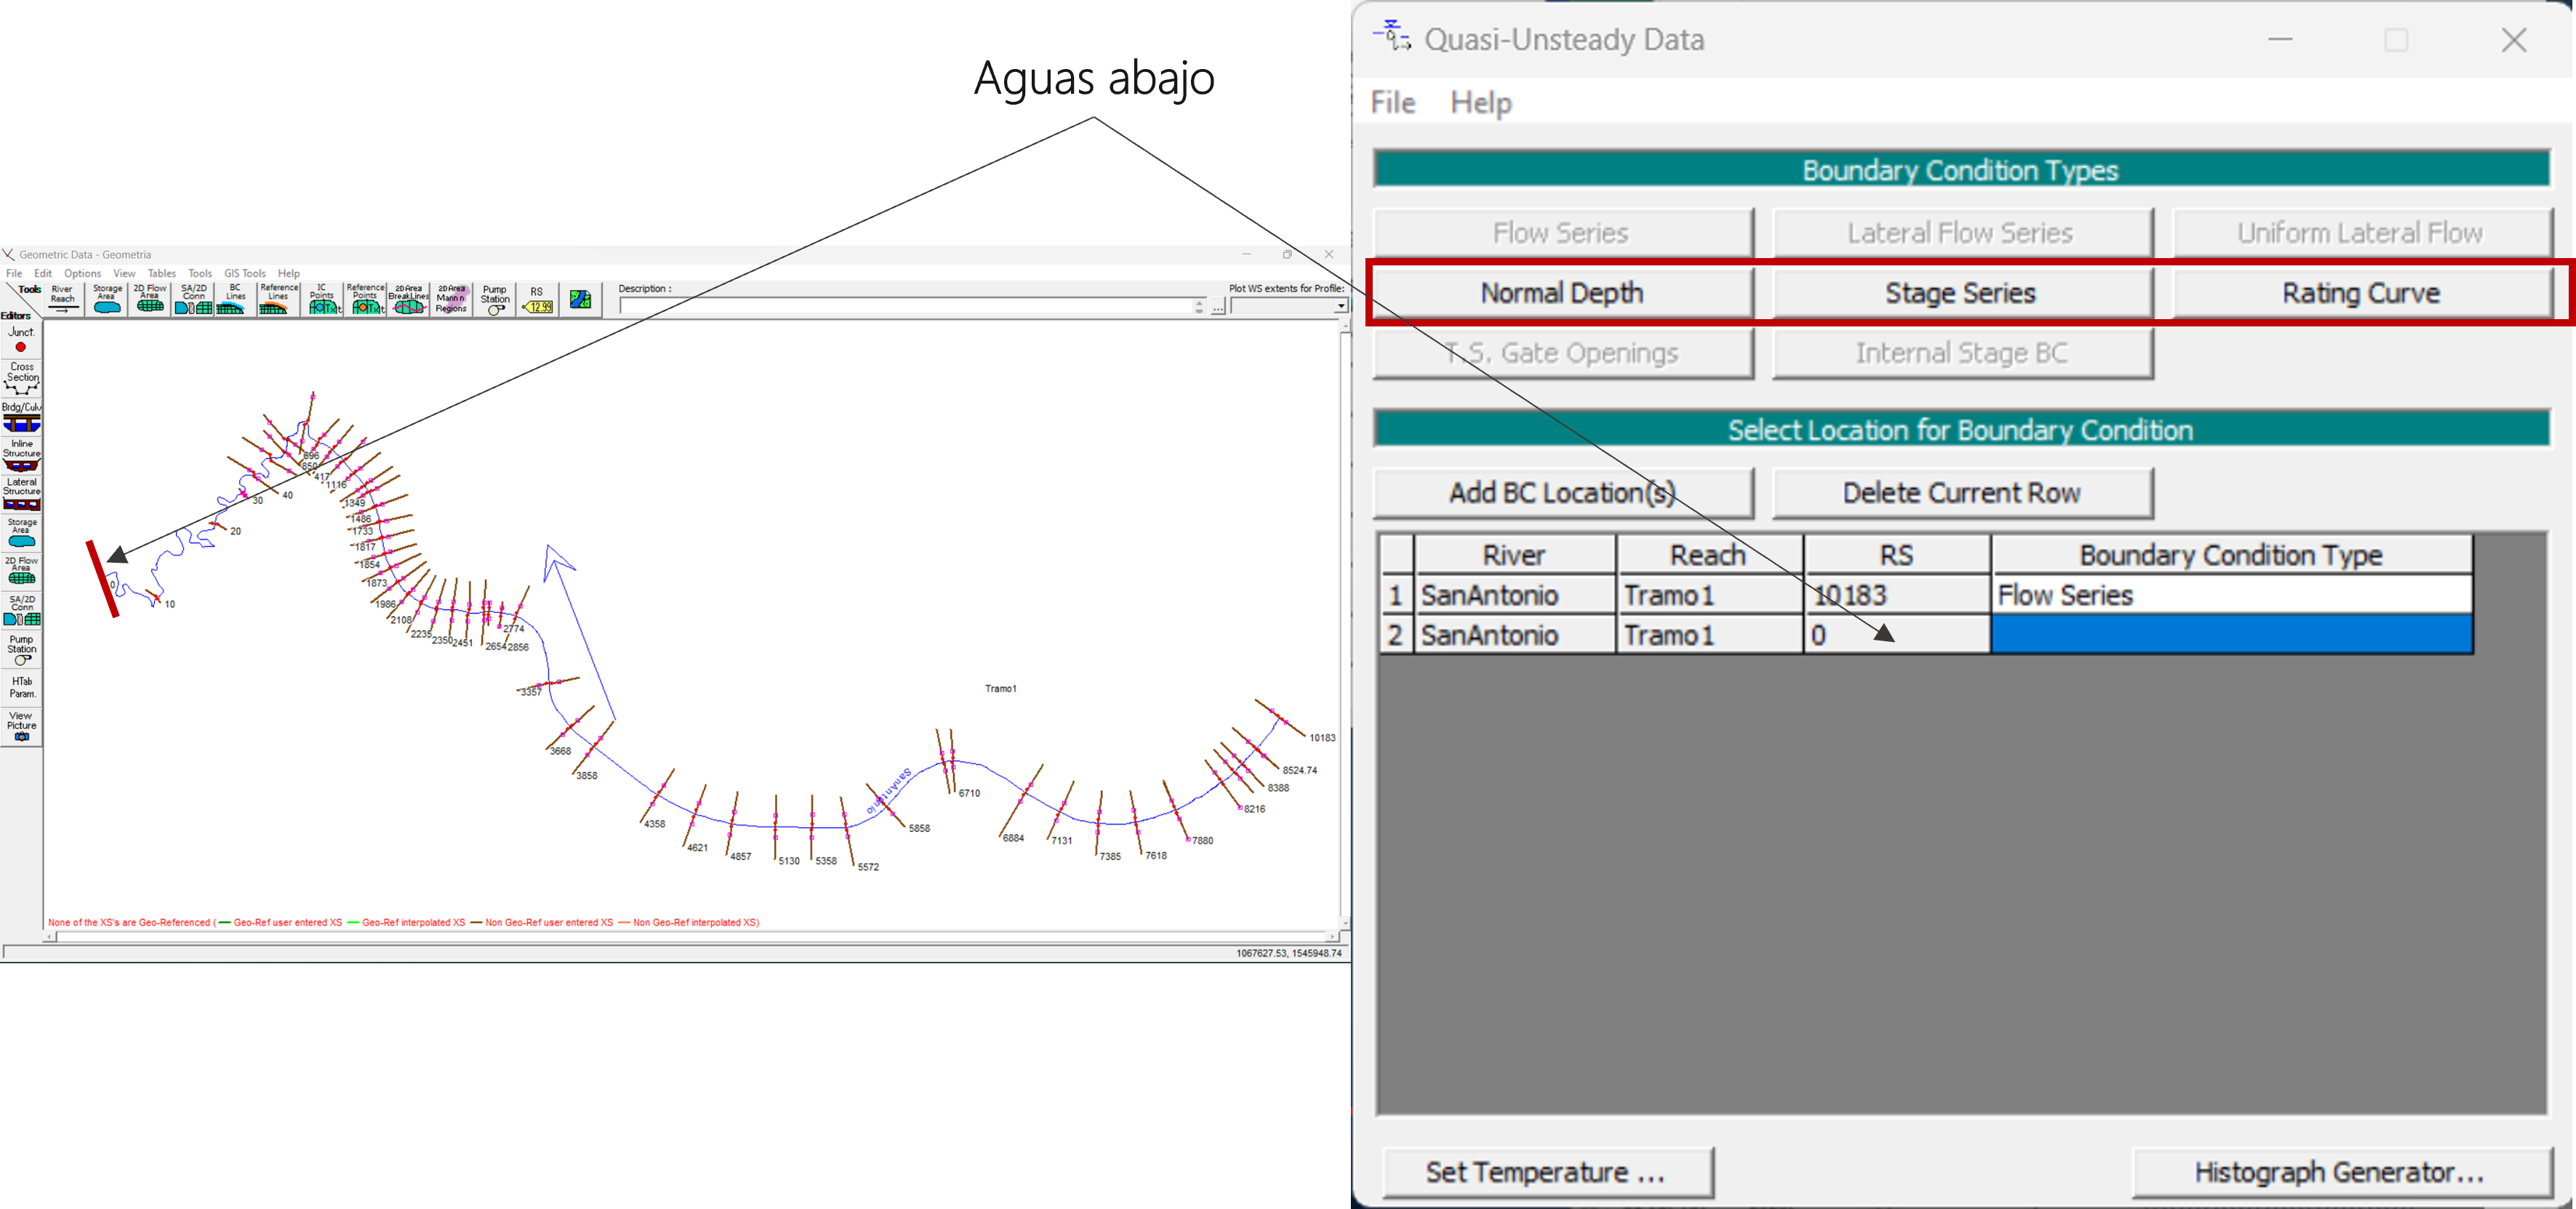 Aguas abajo
Geometric Data - Geometria
File Edit Options View Tables Tools GIS Tools Help
Tools
River Reach
Storage Area
2D Flow Area
SA/2D Conn
BC Lines
Reference Lines
IC Points
Reference Points
2D Area BreakLines
2D Area Mann n Regions
Pump Station
RS
12.99
Description :
...
Plot WS extents for Profile:
Editors
Junct.
Cross Section
Brdg/Culv
Inline Structure
Lateral Structure
Storage Area
2D Flow Area
SA/2D Conn
Pump Station
HTab Param.
View Picture
696
850
417
1116
40
30
20
0
10
1349
1486
1733
1817
1854
1873
1986
2108
2235
2350
2451
2654
2856
2774
3357
3668
3858
4358
4621
4857
5130
5358
5572
5858
SanAntonio
6710
6884
7131
7385
7618
7880
8216
8388
8524.74
10183
Tramo1
None of the XS's are Geo-Referenced ( Geo-Ref user entered XS Geo-Ref interpolated XS Non Geo-Ref user entered XS Non Geo-Ref interpolated XS)
1067627.53, 1545948.74
Quasi-Unsteady Data
File Help
Boundary Condition Types
Flow Series Lateral Flow Series Uniform Lateral Flow
Normal Depth Stage Series Rating Curve
T.S. Gate Openings Internal Stage BC
Select Location for Boundary Condition
Add BC Location(s) Delete Current Row
River Reach RS Boundary Condition Type
1 SanAntonio Tramo1 10183 Flow Series
2 SanAntonio Tramo1 0
Set Temperature ... Histograph Generator...